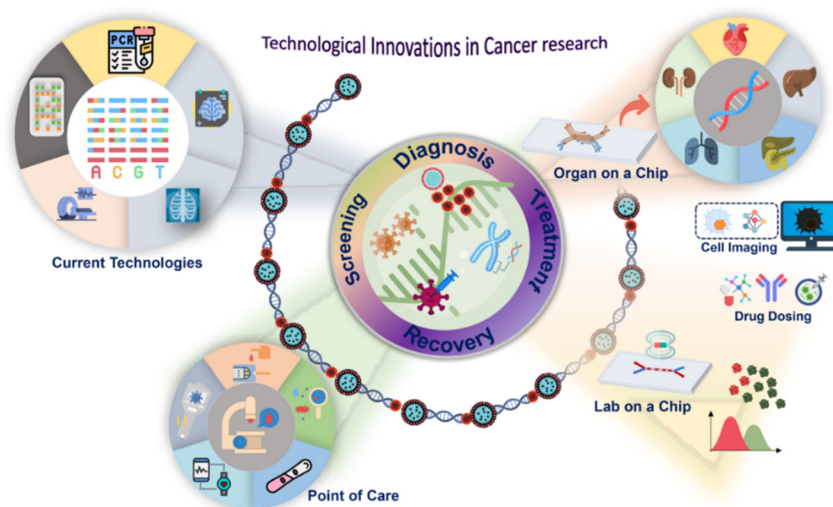 Technological Innovations in Cancer research
PCR
A C G T
Current Technologies
Screening
Diagnosis
Treatment
Recovery
Organ on a Chip
Cell Imaging
Drug Dosing
Lab on a Chip
Point of Care